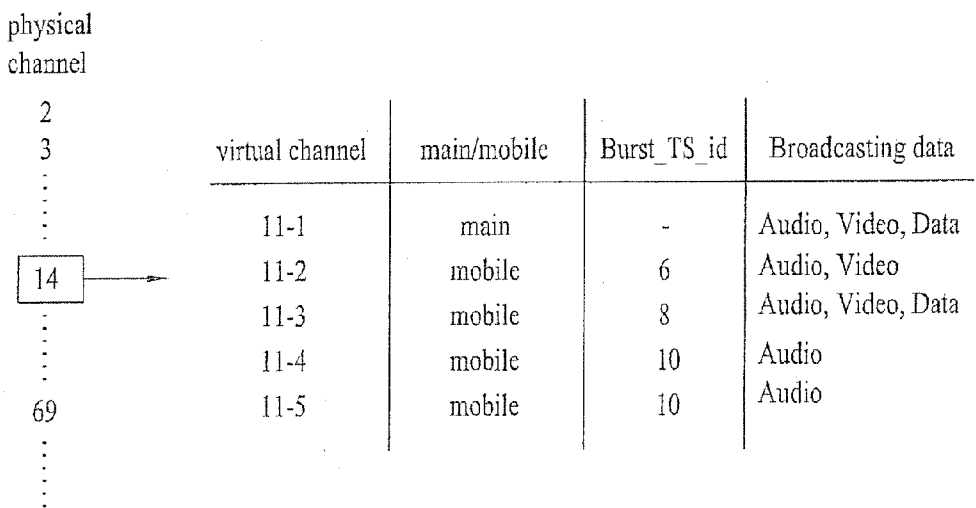 physical
channel
2
3
14
69
virtual channel main/mobile Burst_TS_id Broadcasting data
11-1 main - Audio, Video, Data
11-2 mobile 6 Audio, Video
11-3 mobile 8 Audio, Video, Data
11-4 mobile 10 Audio
11-5 mobile 10 Audio